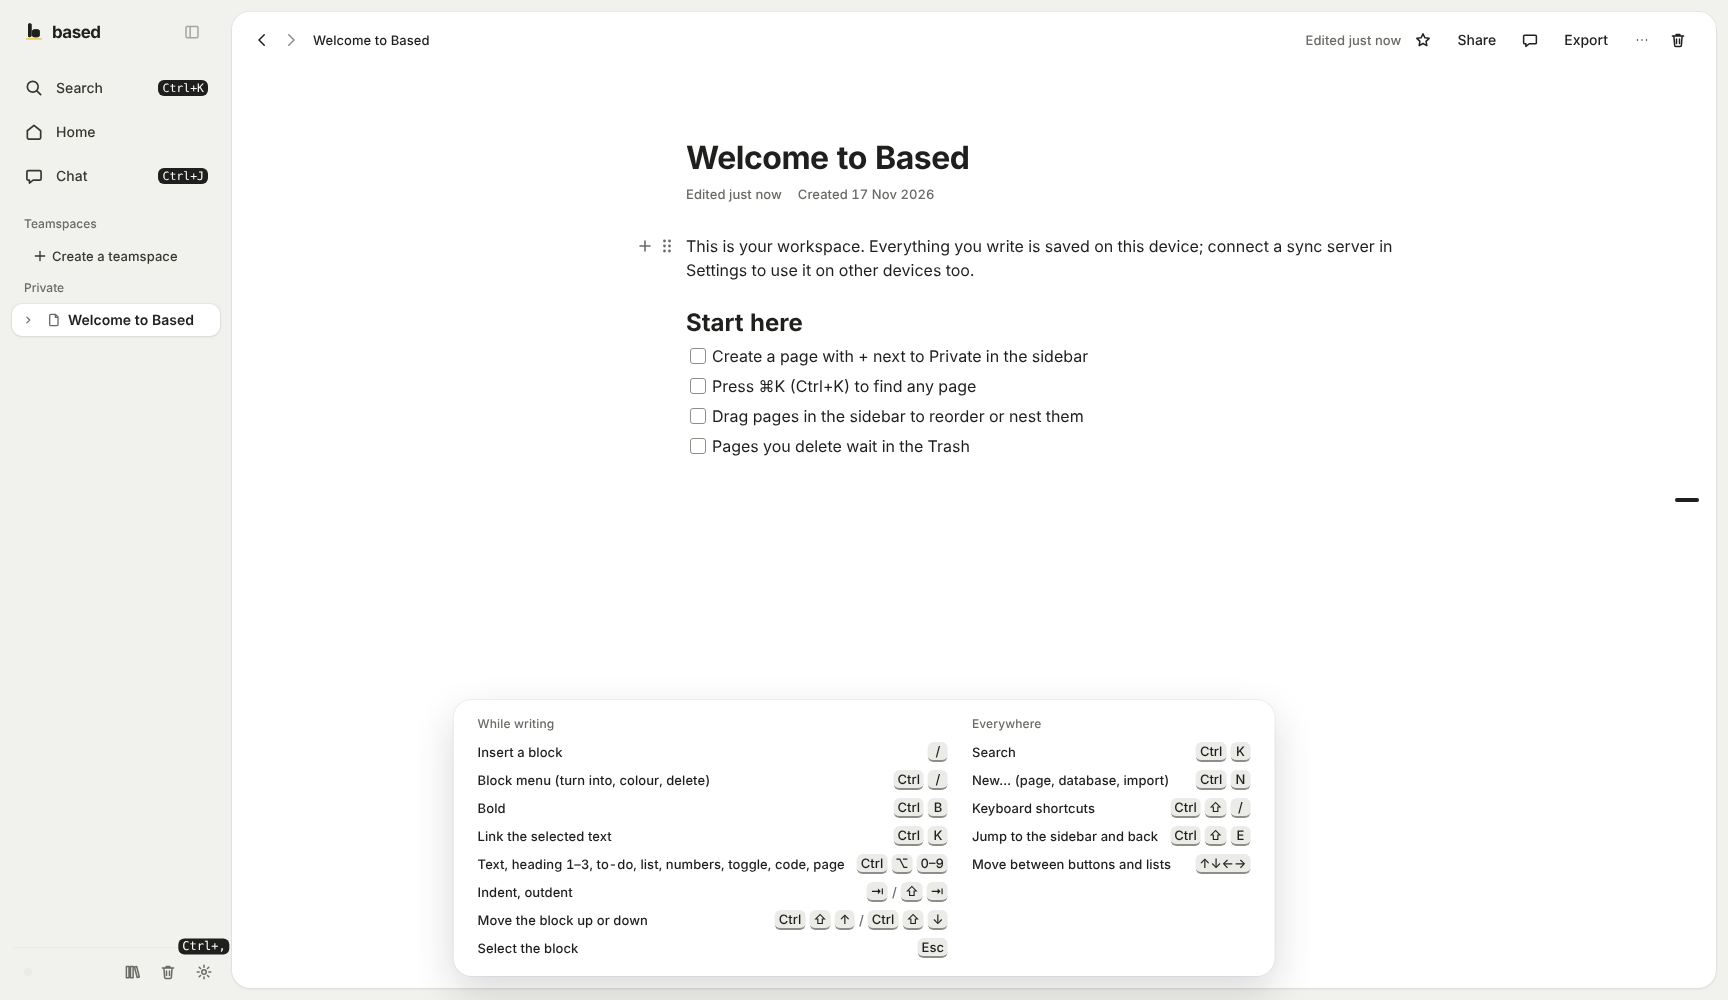 based
Search Ctrl+K
Home
Chat Ctrl+J
Teamspaces
+ Create a teamspace
Private
Welcome to Based
Ctrl+,
Welcome to Based
Edited just now
Share
Export
Welcome to Based
Edited just now Created 17 Nov 2026
This is your workspace. Everything you write is saved on this device; connect a sync server in
Settings to use it on other devices too.
Start here
Create a page with + next to Private in the sidebar
Press ⌘K (Ctrl+K) to find any page
Drag pages in the sidebar to reorder or nest them
Pages you delete wait in the Trash
While writing
Insert a block /
Block menu (turn into, colour, delete) Ctrl /
Bold Ctrl B
Link the selected text Ctrl K
Text, heading 1–3, to-do, list, numbers, toggle, code, page Ctrl ⌥ 0–9
Indent, outdent ⇥ / ⇧ ⇥
Move the block up or down Ctrl ⇧ ↑ / Ctrl ⇧ ↓
Select the block Esc
Everywhere
Search Ctrl K
New... (page, database, import) Ctrl N
Keyboard shortcuts Ctrl ⇧ /
Jump to the sidebar and back Ctrl ⇧ E
Move between buttons and lists ↑↓←→